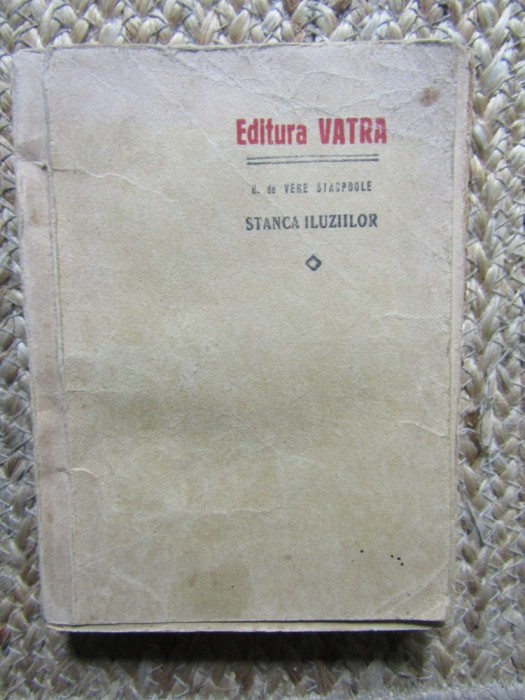 Editura VATRA
H. de VERE STACPOOLE
STANCA ILUZIILOR